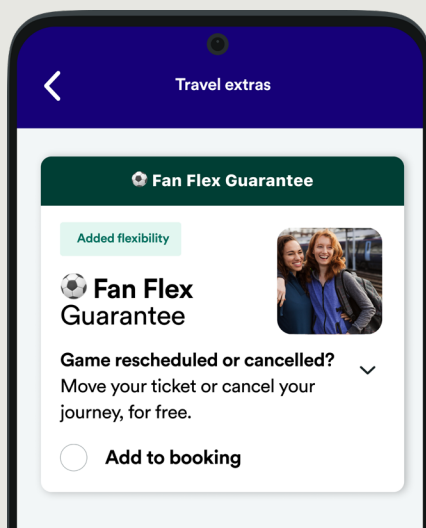 Travel extras
⚽ Fan Flex Guarantee
Added flexibility
⚽ Fan Flex
Guarantee
Game rescheduled or cancelled?
Move your ticket or cancel your
journey, for free.
Add to booking